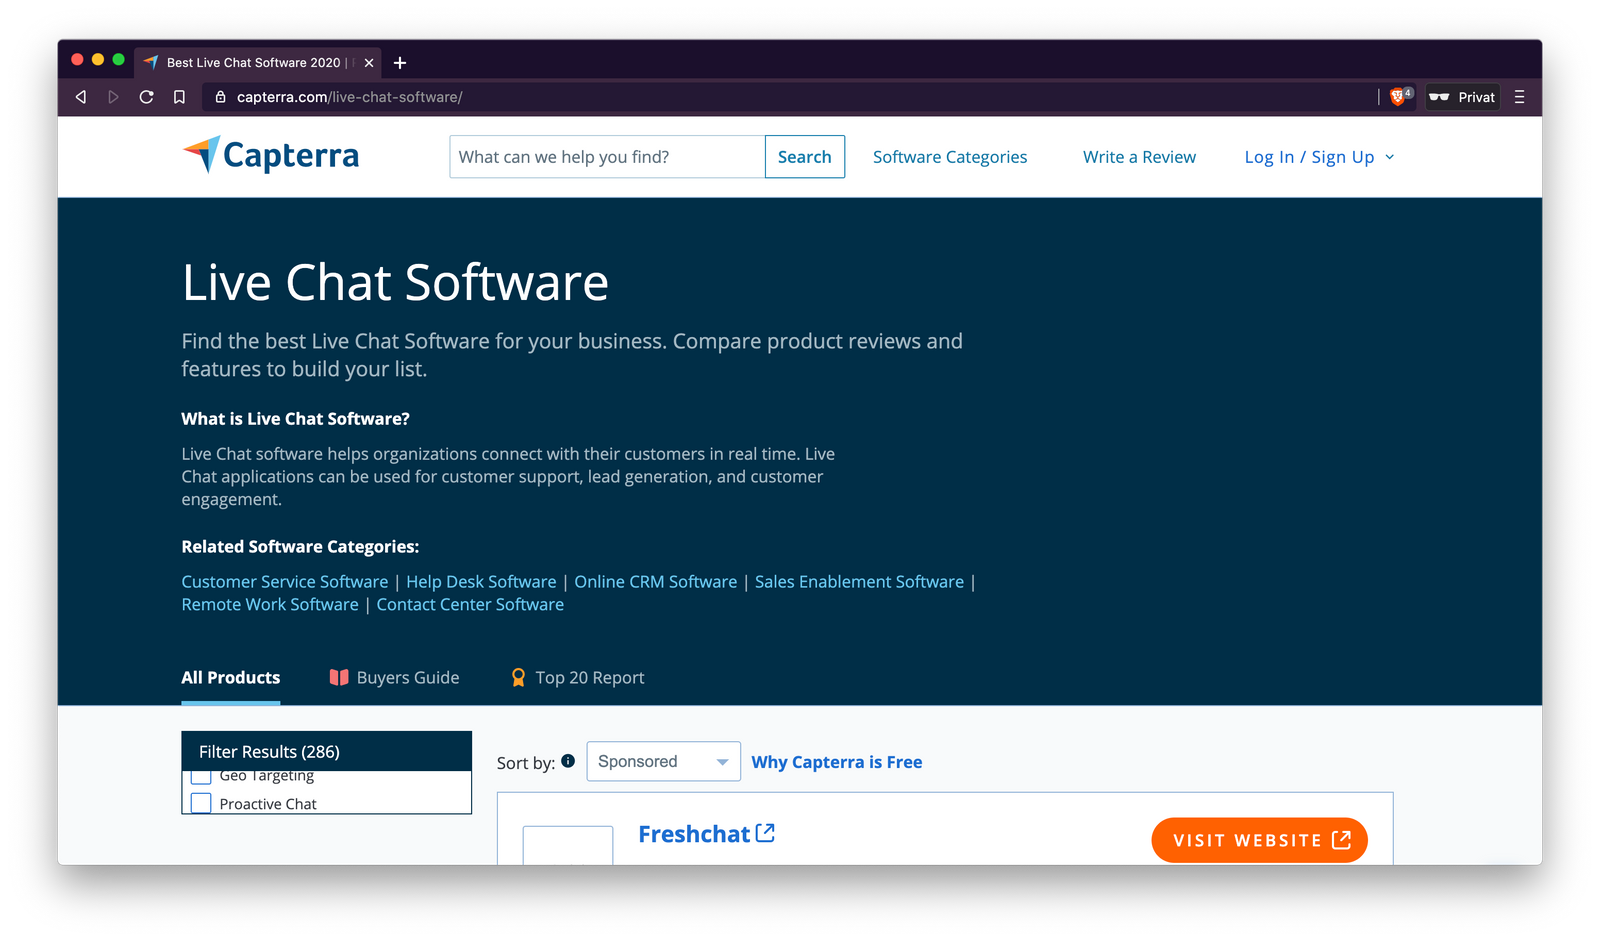 Best Live Chat Software 2020 |
capterra.com/live-chat-software/
4
Privat
Capterra
What can we help you find?
Search
Software Categories
Write a Review
Log In / Sign Up
Live Chat Software
Find the best Live Chat Software for your business. Compare product reviews and
features to build your list.
What is Live Chat Software?
Live Chat software helps organizations connect with their customers in real time. Live
Chat applications can be used for customer support, lead generation, and customer
engagement.
Related Software Categories:
Customer Service Software | Help Desk Software | Online CRM Software | Sales Enablement Software |
Remote Work Software | Contact Center Software
All Products
Buyers Guide
Top 20 Report
Filter Results (286)
Geo Targeting
Proactive Chat
Sort by:
Sponsored
Why Capterra is Free
Freshchat
VISIT WEBSITE